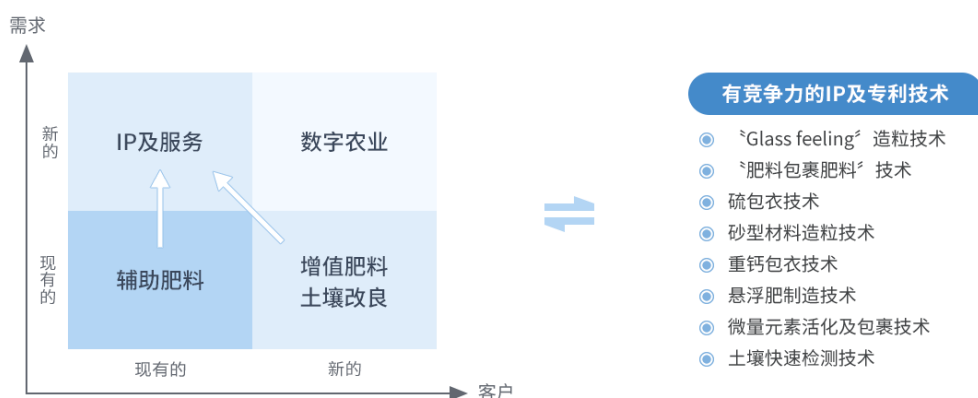 需求
新的
IP及服务
数字农业
现有的
辅助肥料
增值肥料
土壤改良
现有的
新的
客户
有竞争力的IP及专利技术
〝Glass feeling〞造粒技术
〝肥料包裹肥料〞技术
硫包衣技术
砂型材料造粒技术
重钙包衣技术
悬浮肥制造技术
微量元素活化及包裹技术
土壤快速检测技术